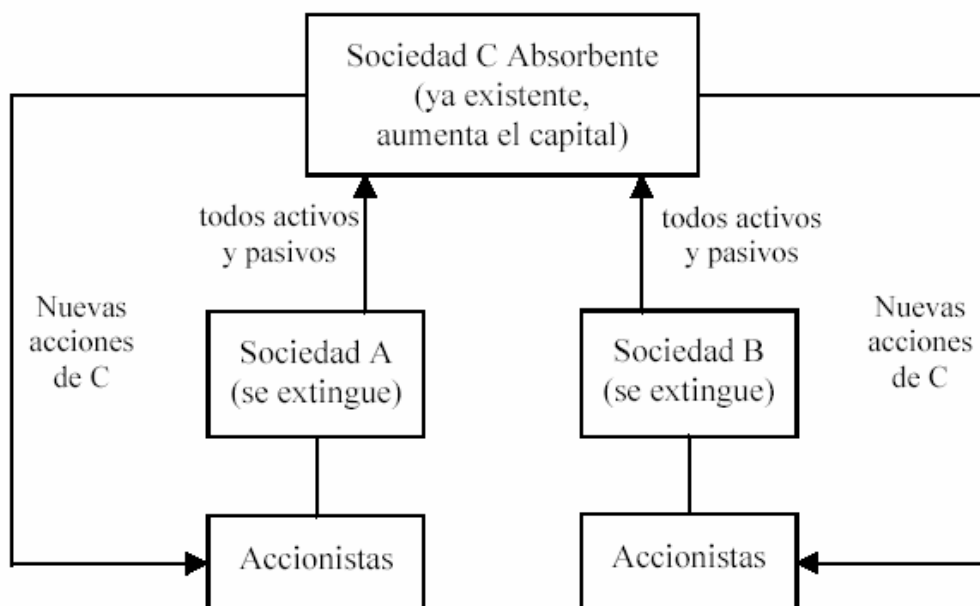 Sociedad C Absorbente
(ya existente,
aumenta el capital)
todos activos
y pasivos
todos activos
y pasivos
Nuevas
acciones
de C
Sociedad A
(se extingue)
Sociedad B
(se extingue)
Nuevas
acciones
de C
Accionistas
Accionistas